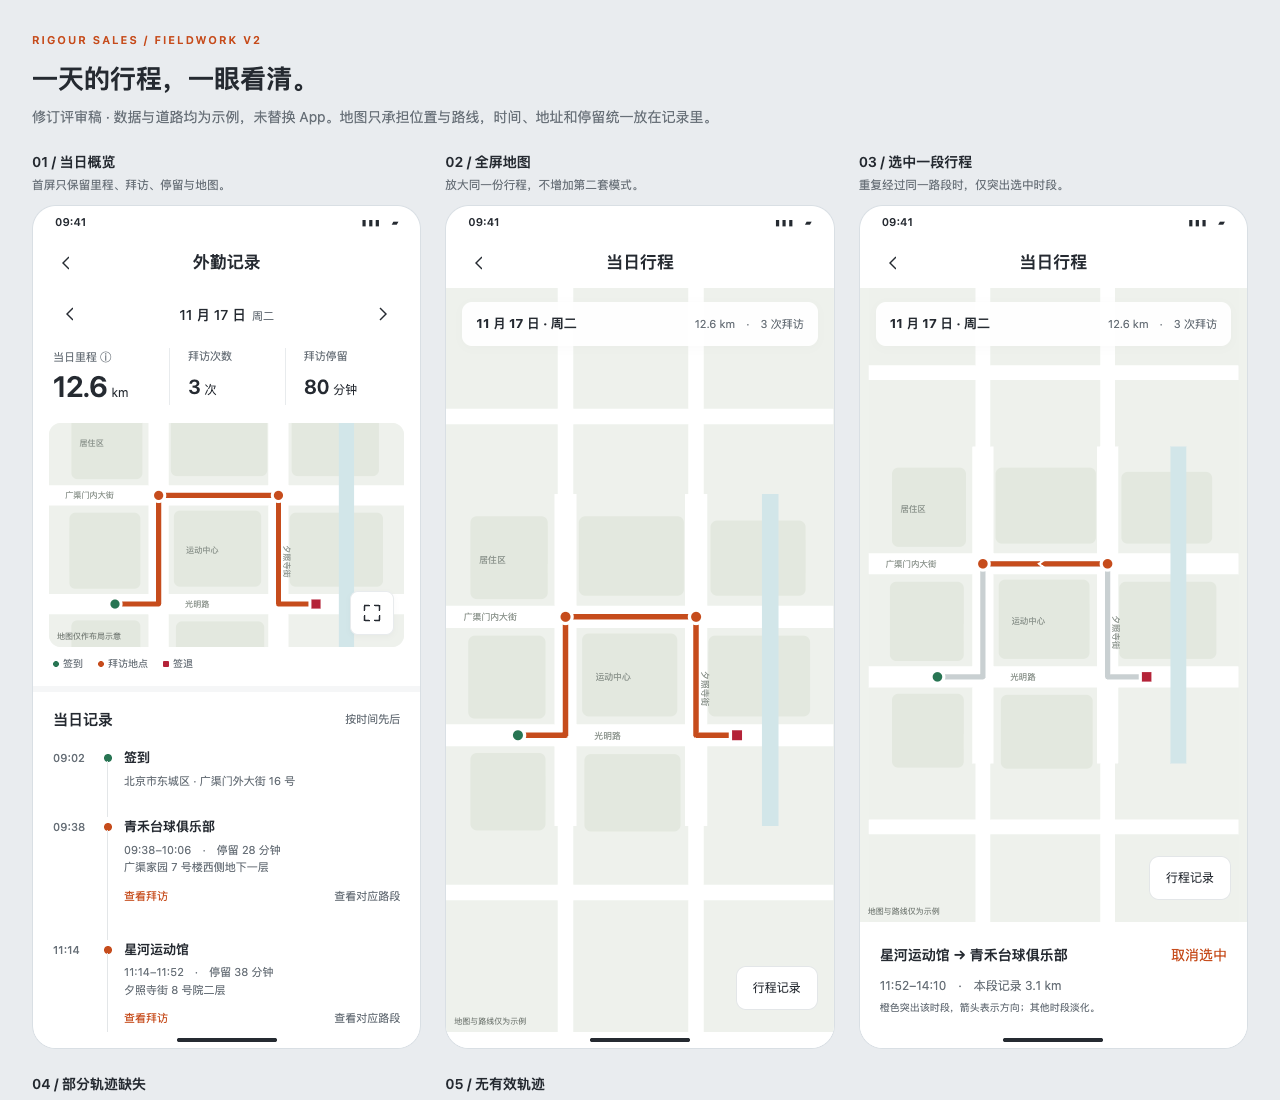 RIGOUR SALES / FIELDWORK V2
一天的行程，一眼看清。
修订评审稿 · 数据与道路均为示例，未替换 App。地图只承担位置与路线，时间、地址和停留统一放在记录里。
01 / 当日概览
首屏只保留里程、拜访、停留与地图。
09:41
外勤记录
11 月 17 日 周二
当日里程 ⓘ
12.6 km
拜访次数
3 次
拜访停留
80 分钟
居住区
广渠门内大街
运动中心
夕照寺街
光明路
地图仅作布局示意
签到 拜访地点 签退
当日记录 按时间先后
09:02 签到
北京市东城区 · 广渠门外大街 16 号
09:38 青禾台球俱乐部
09:38–10:06 · 停留 28 分钟
广渠家园 7 号楼西侧地下一层
查看拜访 查看对应路段
11:14 星河运动馆
11:14–11:52 · 停留 38 分钟
夕照寺街 8 号院二层
查看拜访 查看对应路段
02 / 全屏地图
放大同一份行程，不增加第二套模式。
09:41
当日行程
11 月 17 日 · 周二 12.6 km · 3 次拜访
居住区
广渠门内大街
运动中心
夕照寺街
光明路
行程记录
地图与路线仅为示例
03 / 选中一段行程
重复经过同一路段时，仅突出选中时段。
09:41
当日行程
11 月 17 日 · 周二 12.6 km · 3 次拜访
居住区
广渠门内大街
运动中心
夕照寺街
光明路
行程记录
地图与路线仅为示例
星河运动馆 → 青禾台球俱乐部 取消选中
11:52–14:10 · 本段记录 3.1 km
橙色突出该时段，箭头表示方向；其他时段淡化。
04 / 部分轨迹缺失
05 / 无有效轨迹